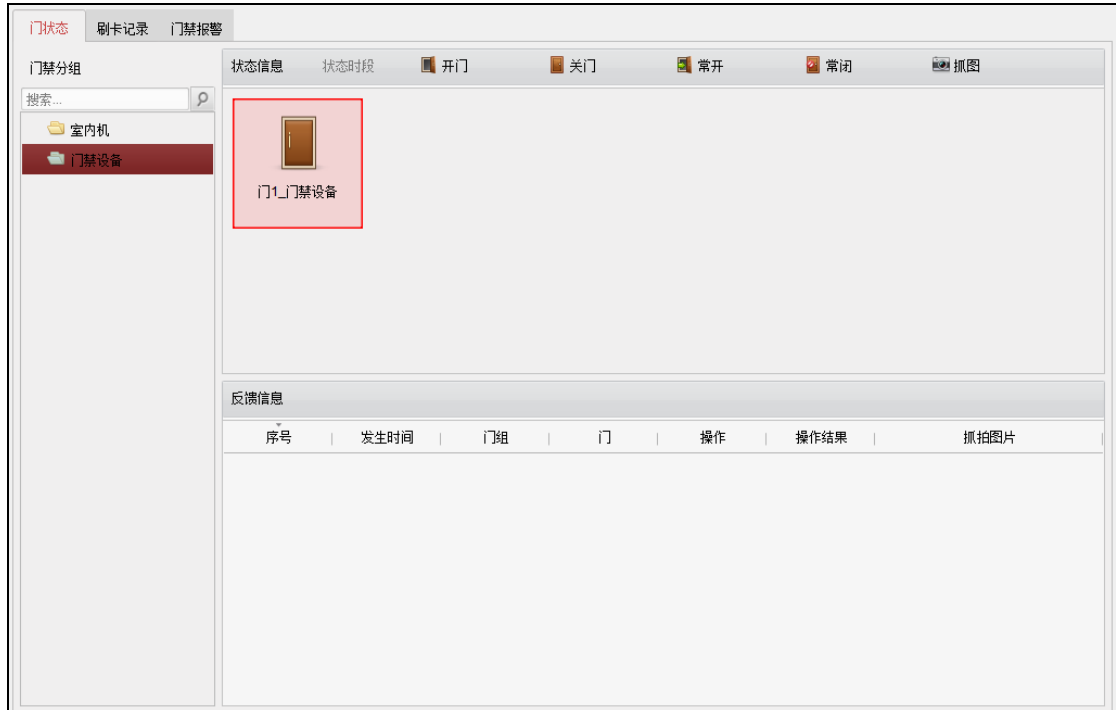 门状态 刷卡记录 门禁报警
门禁分组
搜索...
室内机
门禁设备
状态信息 状态时段 开门 关门 常开 常闭 抓图
门1_门禁设备
反馈信息
序号 发生时间 门组 门 操作 操作结果 抓拍图片